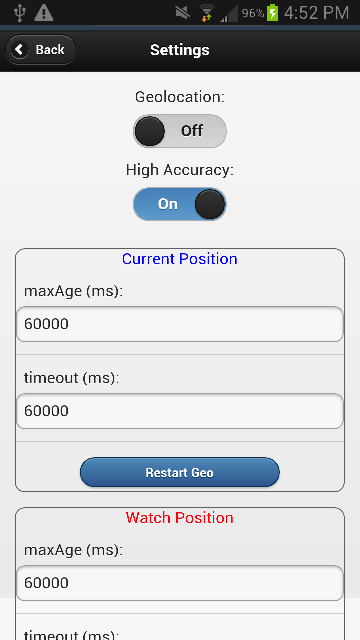 96% 4:52 PM
Back
Settings
Geolocation:
Off
High Accuracy:
On
Current Position
maxAge (ms):
60000
timeout (ms):
60000
Restart Geo
Watch Position
maxAge (ms):
60000
timeout (ms):